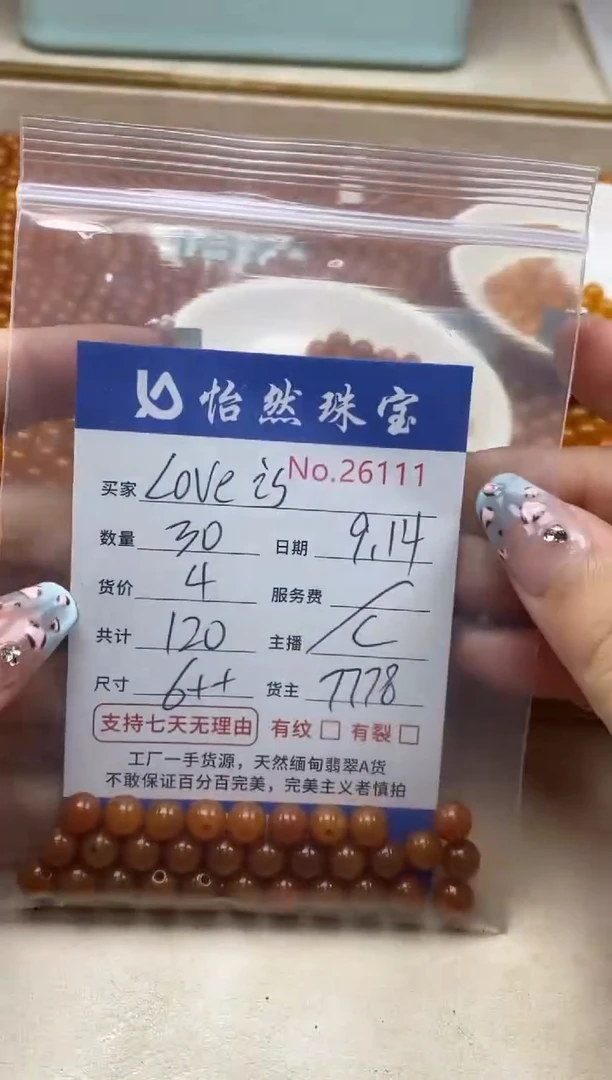 怡然珠宝
No.26111
买家 Love is
数量 30 日期 9.14
货价 4 服务费
共计 120 主播 C
尺寸 6++ 货主 7778
支持七天无理由 有纹 □ 有裂 □
工厂一手货源，天然缅甸翡翠A货
不敢保证百分百完美，完美主义者慎拍